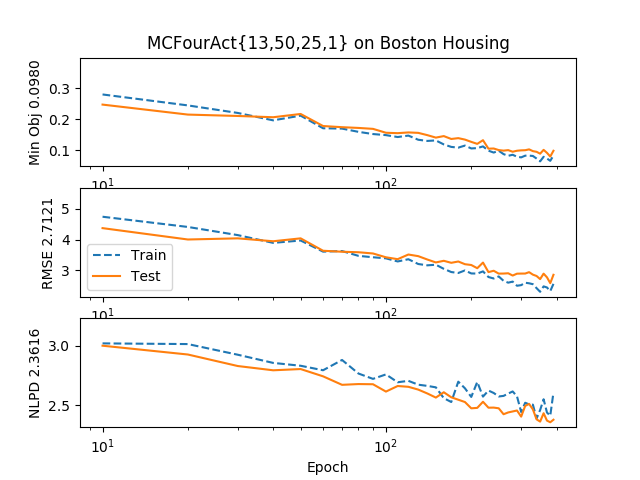 MCFourAct{13,50,25,1} on Boston Housing
Min Obj 0.0980
0.3
0.2
0.1
10¹
10²
RMSE 2.7121
5
4
3
Train
Test
10¹
10²
NLPD 2.3616
3.0
2.5
10¹
10²
Epoch